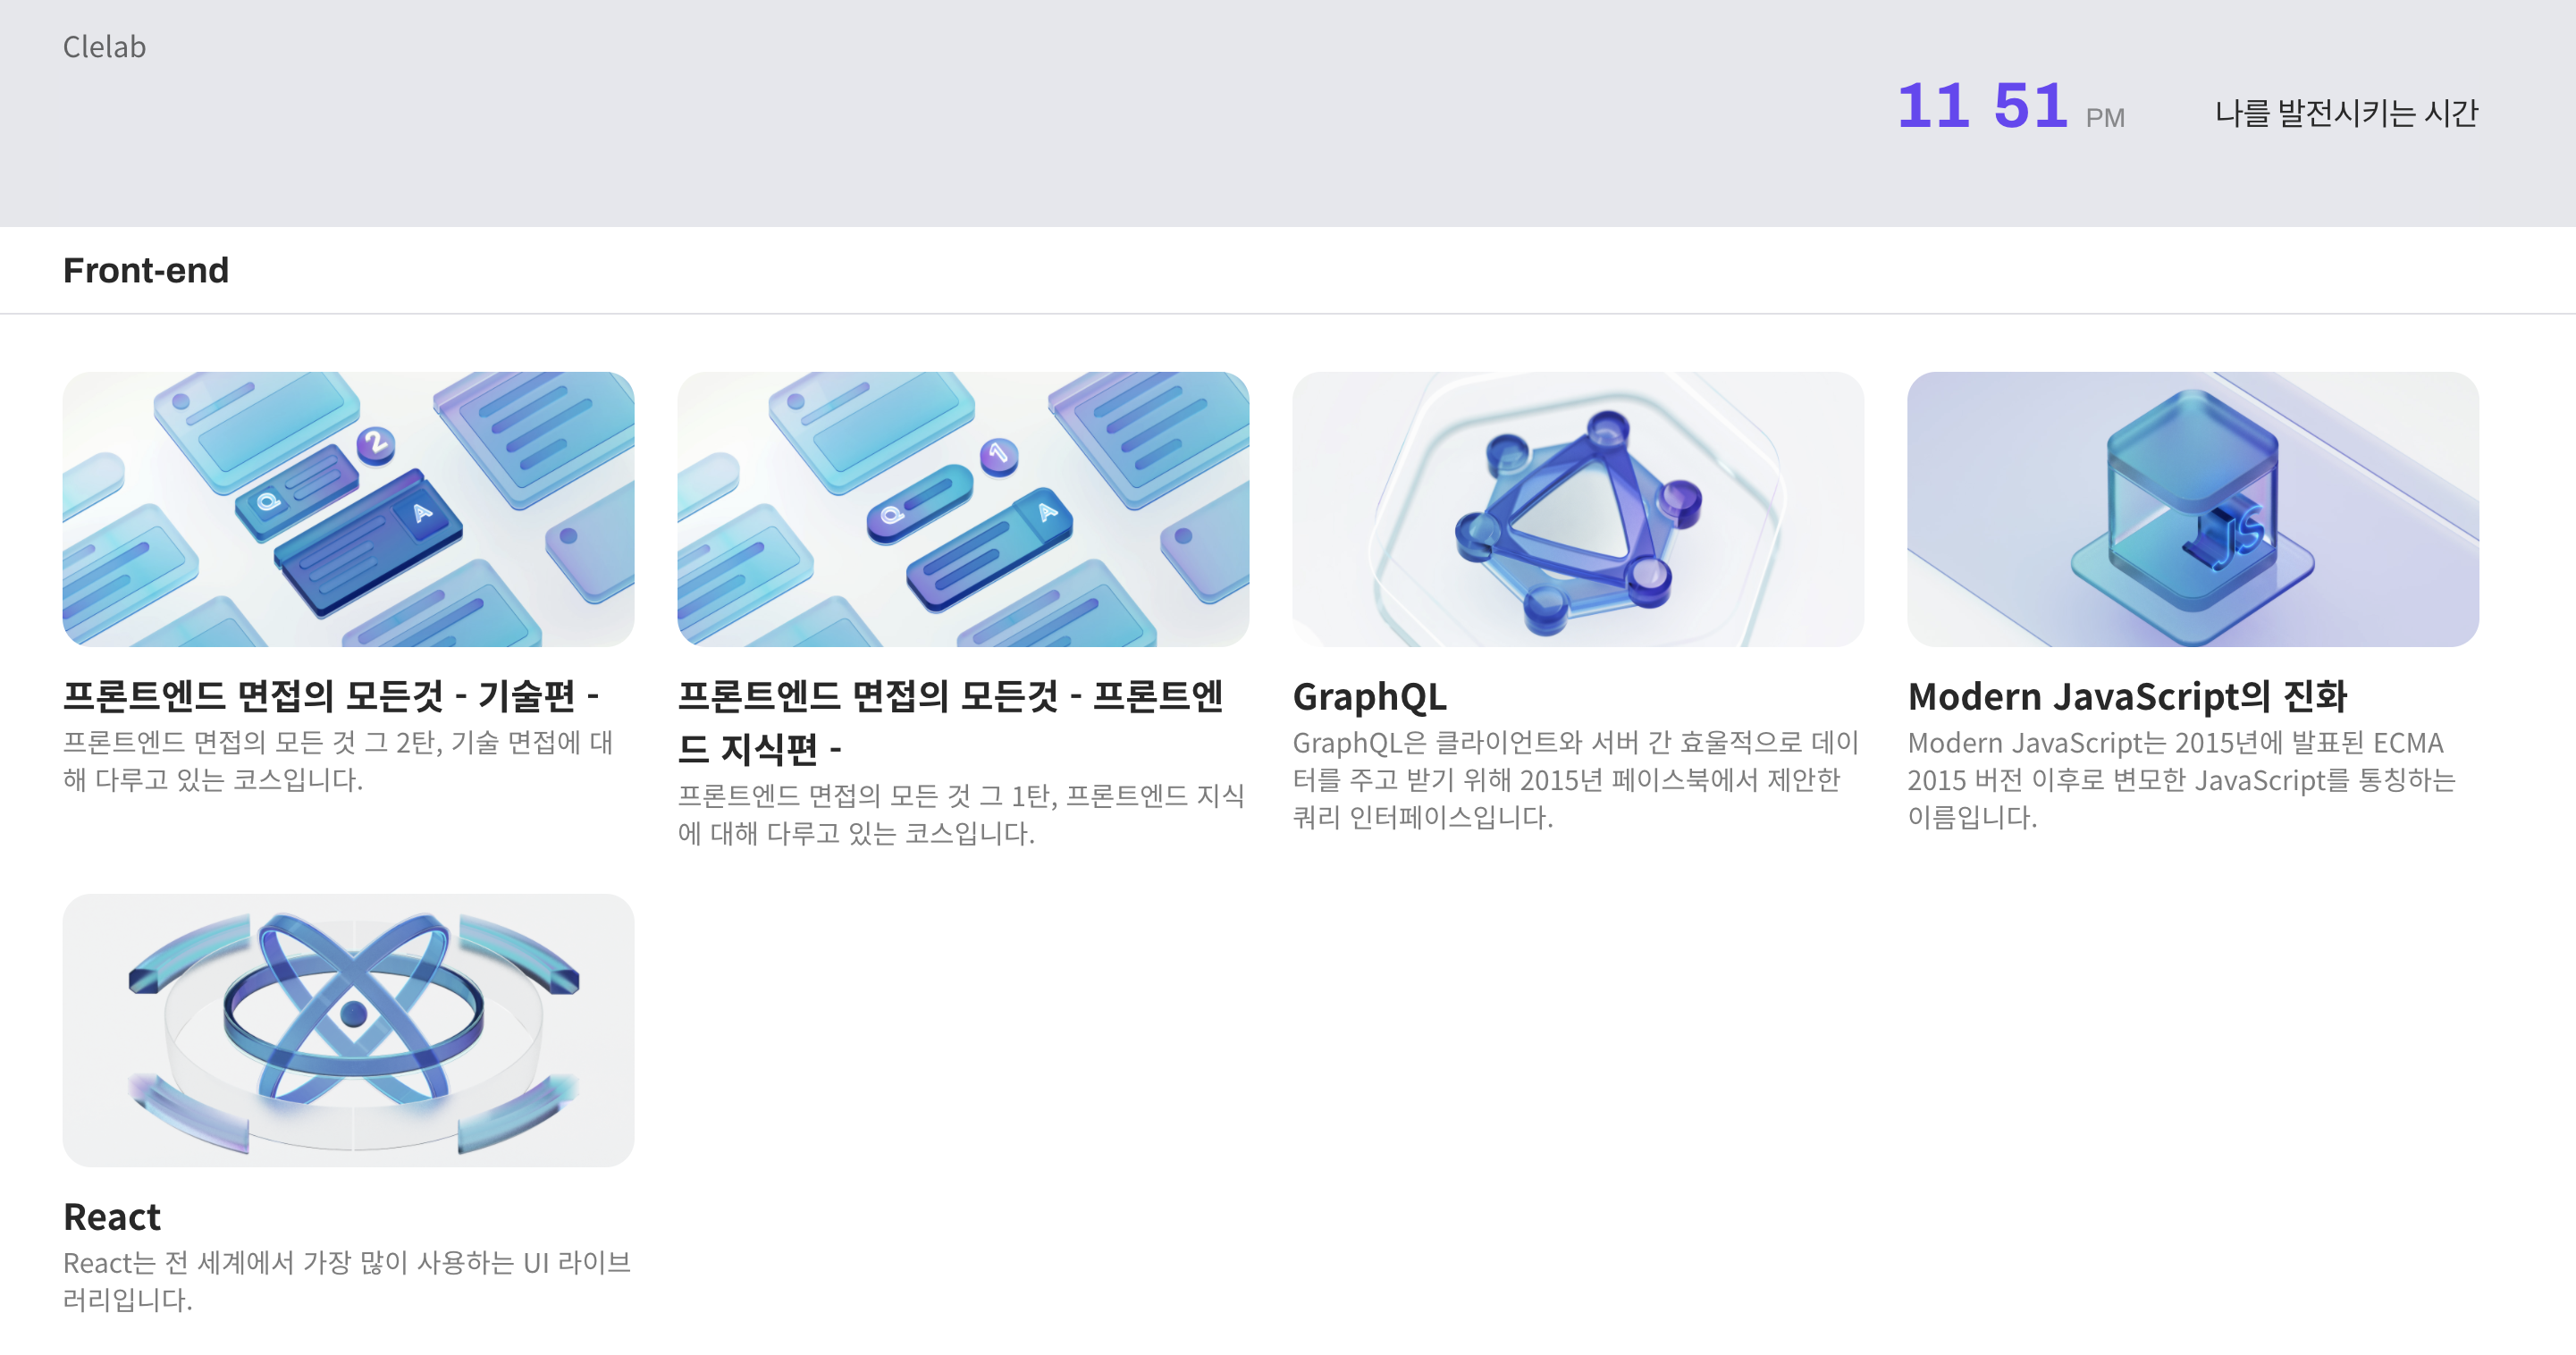 Clelab
11 51 PM
나를 발전시키는 시간
Front-end
2
Q
A
프론트엔드 면접의 모든것 - 기술편 -
프론트엔드 면접의 모든 것 그 2탄, 기술 면접에 대
해 다루고 있는 코스입니다.
1
Q
A
프론트엔드 면접의 모든것 - 프론트엔
드 지식편 -
프론트엔드 면접의 모든 것 그 1탄, 프론트엔드 지식
에 대해 다루고 있는 코스입니다.
GraphQL
GraphQL은 클라이언트와 서버 간 효율적으로 데이
터를 주고 받기 위해 2015년 페이스북에서 제안한
쿼리 인터페이스입니다.
JS
Modern JavaScript의 진화
Modern JavaScript는 2015년에 발표된 ECMA
2015 버전 이후로 변모한 JavaScript를 통칭하는
이름입니다.
React
React는 전 세계에서 가장 많이 사용하는 UI 라이브
러리입니다.